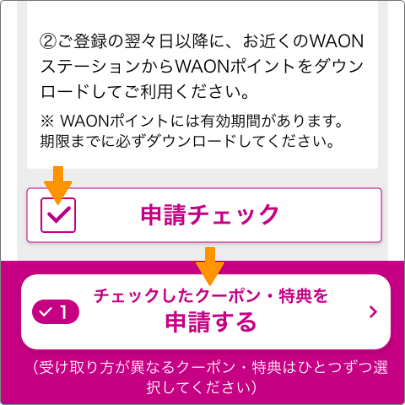 ②ご登録の翌々日以降に、お近くのWAON
ステーションからWAONポイントをダウン
ロードしてご利用ください。
※ WAONポイントには有効期間があります。
期限までに必ずダウンロードしてください。
申請チェック
チェックしたクーポン・特典を
1
申請する
（受け取り方が異なるクーポン・特典はひとつずつ選
択してください）